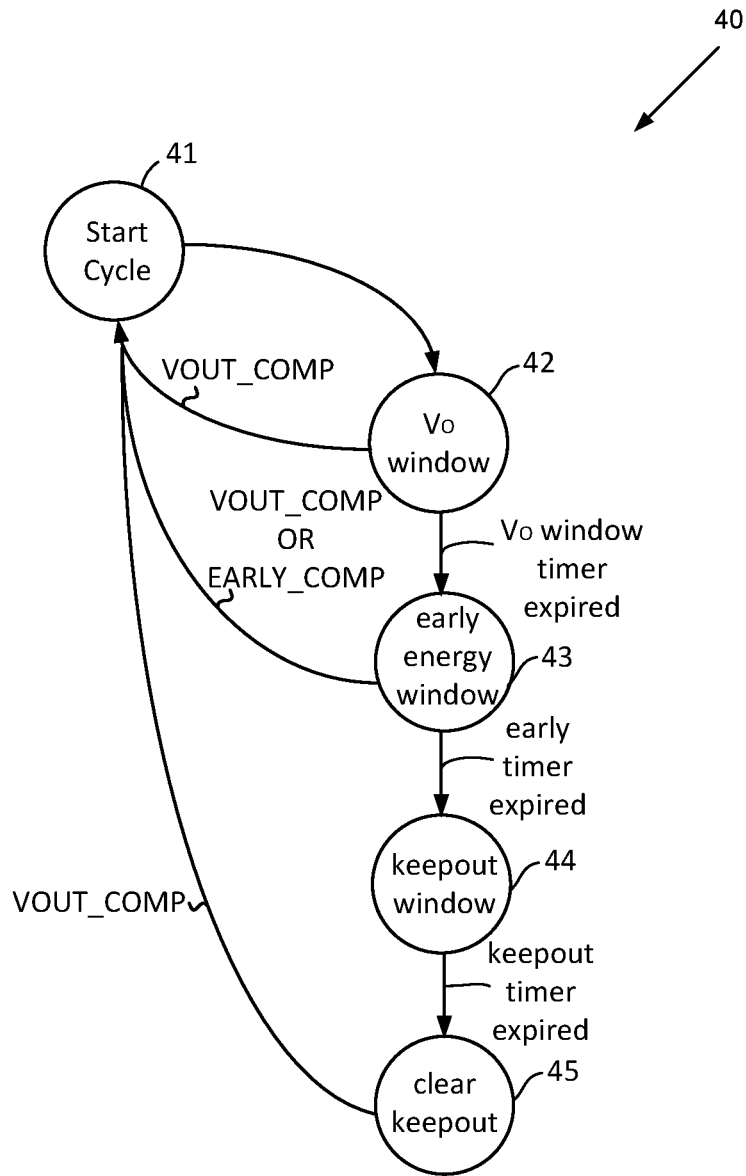 40
41
Start
Cycle
VOUT_COMP
42
Vo
window
VOUT_COMP
OR
EARLY_COMP
Vo window
timer
expired
early
energy
window
43
early
timer
expired
keepout
window
44
VOUT_COMP
keepout
timer
expired
clear
keepout
45